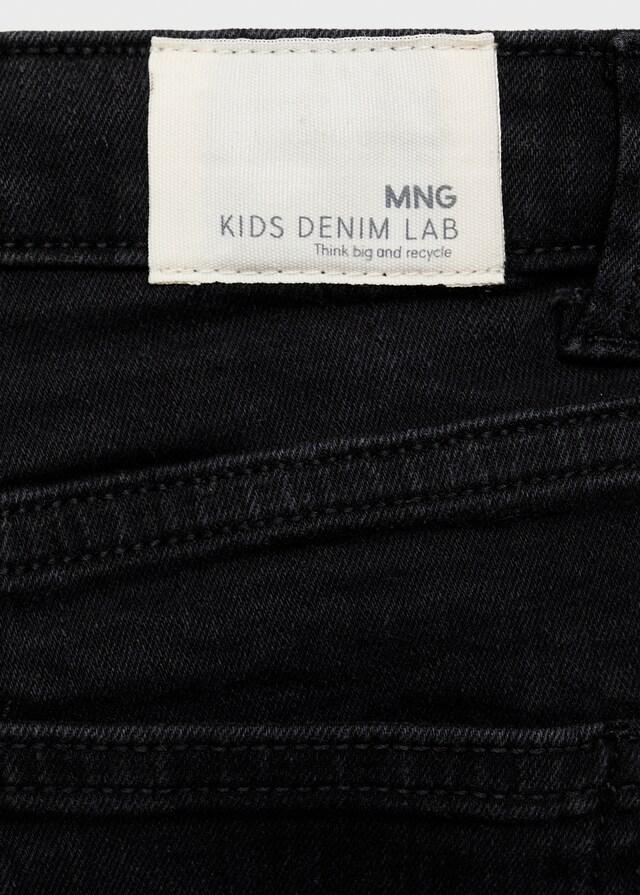 MNG
KIDS DENIM LAB
Think big and recycle